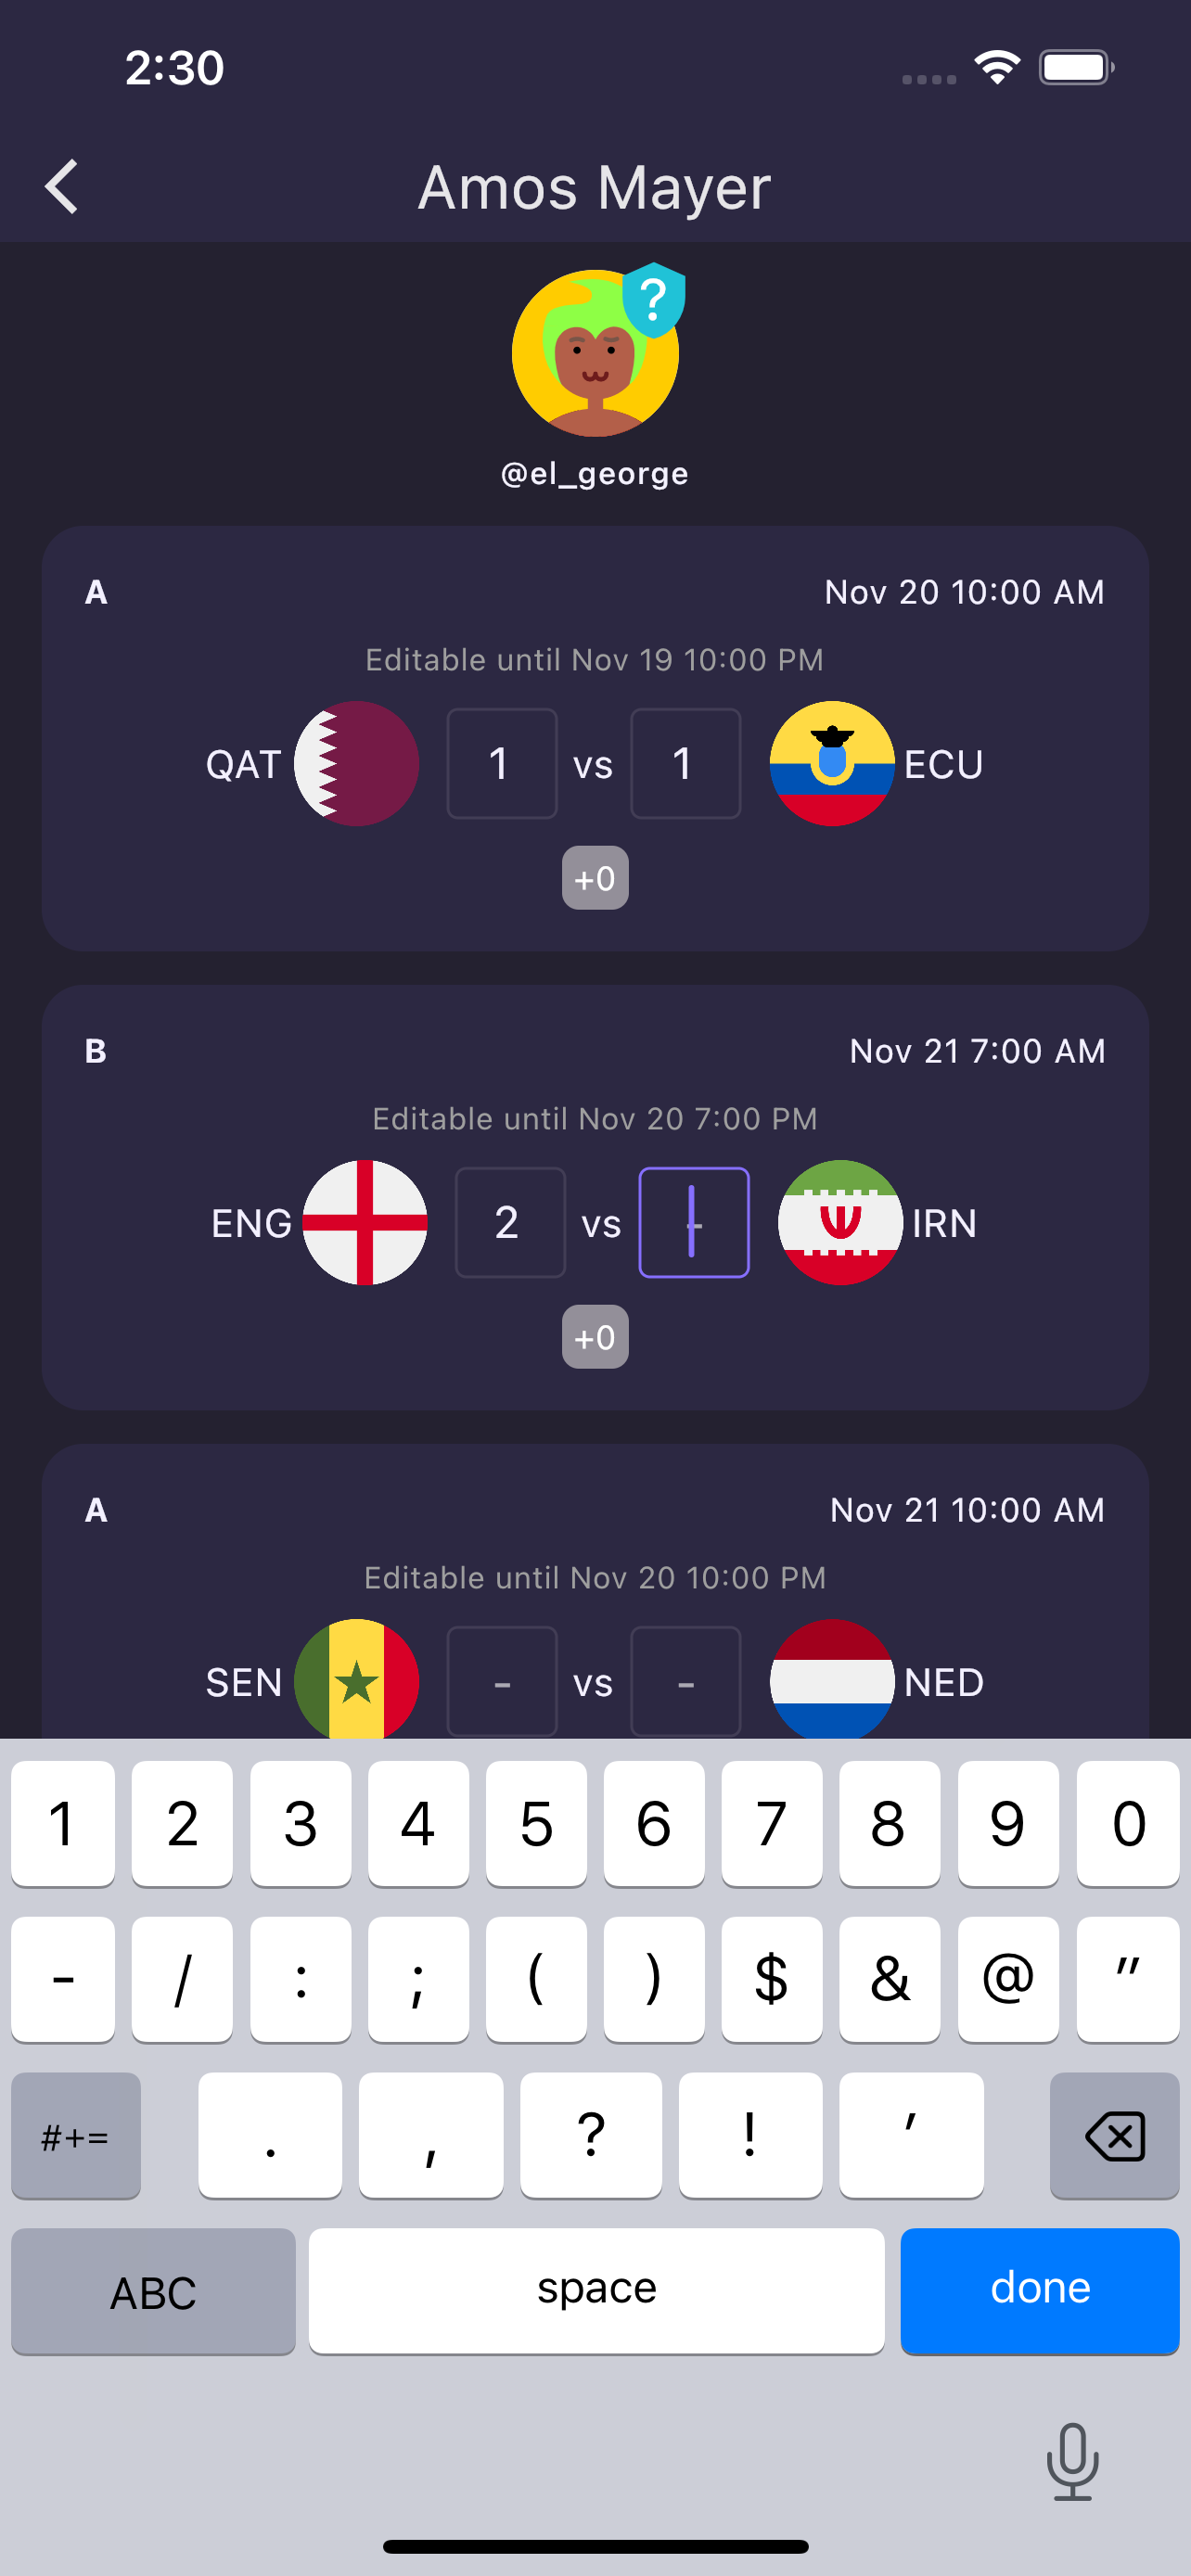 2:30
Amos Mayer
?
@el_george
A Nov 20 10:00 AM
Editable until Nov 19 10:00 PM
QAT 1 vs 1 ECU
+0
B Nov 21 7:00 AM
Editable until Nov 20 7:00 PM
ENG 2 vs - IRN
+0
A Nov 21 10:00 AM
Editable until Nov 20 10:00 PM
SEN - vs - NED
1 2 3 4 5 6 7 8 9 0
- / : ; ( ) $ & @ "
#+= . , ? ! ’
ABC space done